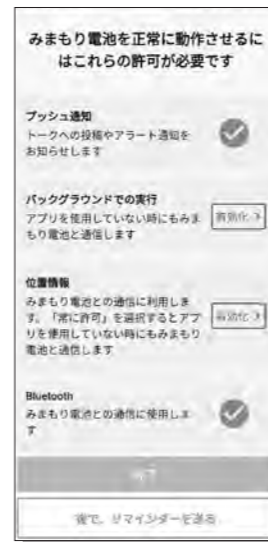 みまもり電池を正常に動作させるに
はこれらの許可が必要です
プッシュ通知
トークへの投稿やアラート通知を
お知らせします
バックグラウンドでの実行
アプリを使用していない時にもみま
もり電池と通信します
有効化 >
位置情報
みまもり電池との通信に利用しま
す。「常に許可」を選択するとアプ
リを使用していない時にもみまもり
電池と通信します
有効化 >
Bluetooth
みまもり電池との通信に使用しま
す
後で、リマインダーを送る